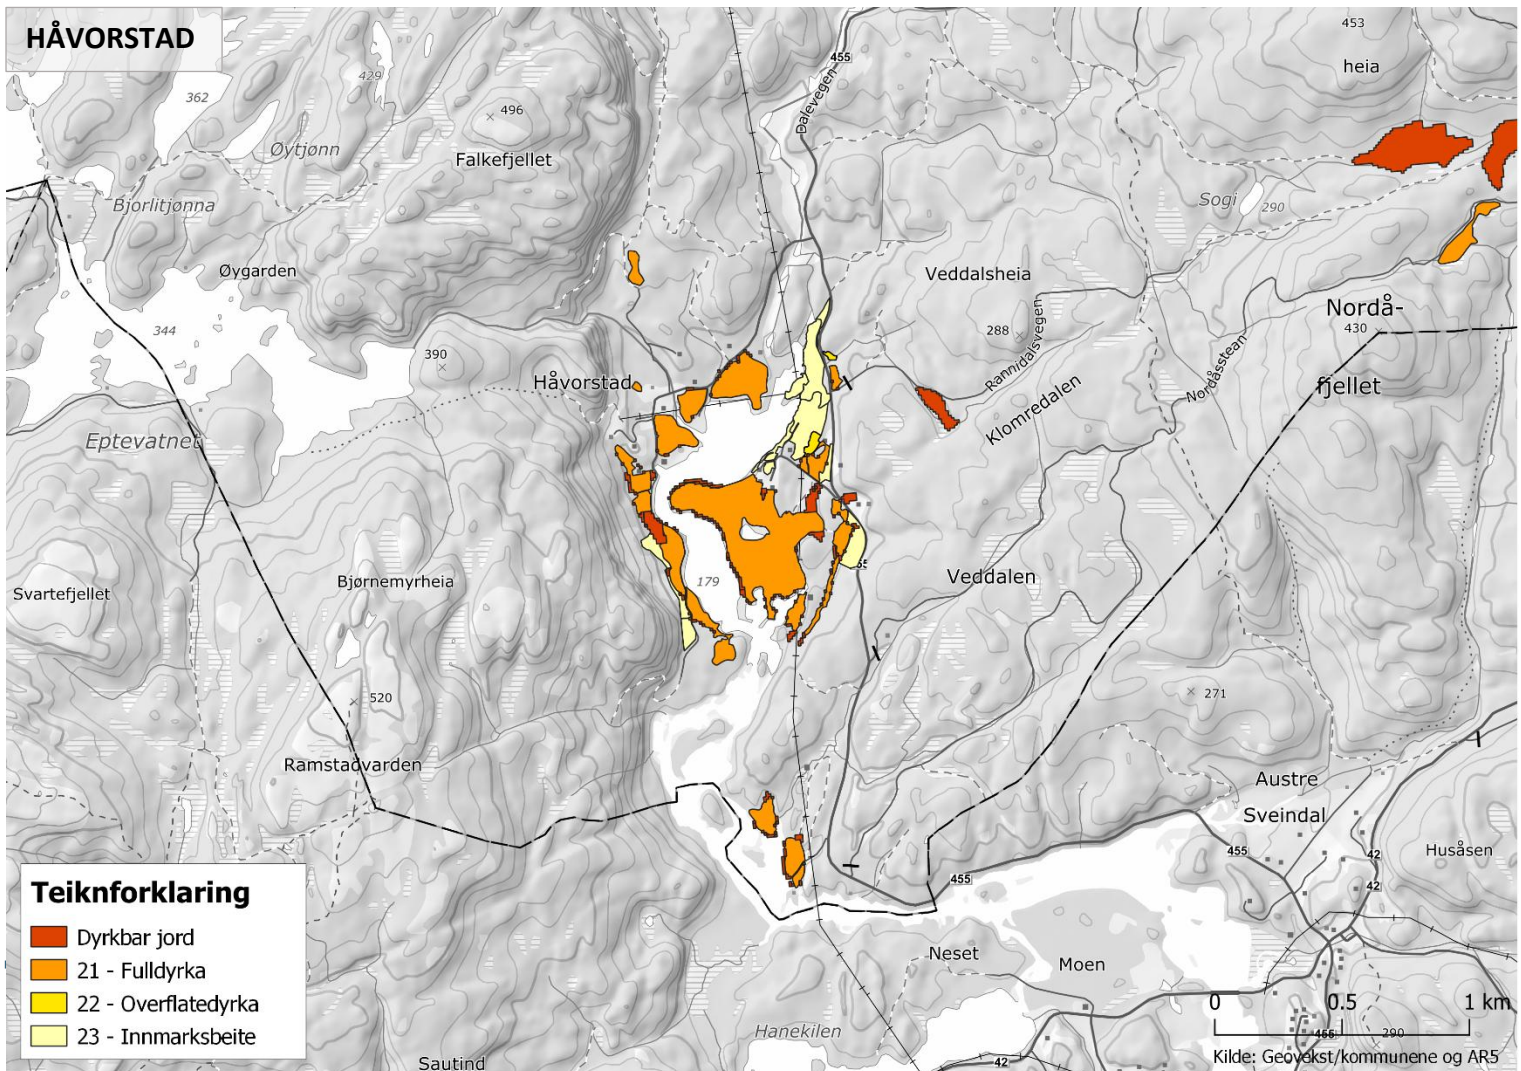 HÅVORSTAD
453
heia
455
Dalevegen
362
429
496
Øytjønn
Falkefjellet
Bjorlitjønna
Sogi
290
Øygarden
Veddalsheia
Nordå-
430
344
288
Rannidalsvegen
Nordåsstean
390
Håvorstad
fjellet
Klomredalen
Eptevatnet
55
Svartefjellet
Bjørnemyrheia
179
Veddalen
520
271
Ramstadvarden
Austre
Sveindal
455
42
Husåsen
455
42
Neset
Moen
Hanekilen
42
Sautind
Teiknforklaring
Dyrkbar jord
21 - Fulldyrka
22 - Overflatedyrka
23 - Innmarksbeite
0 0.5 1 km
455
290
Kilde: Geovekst/kommunene og AR5